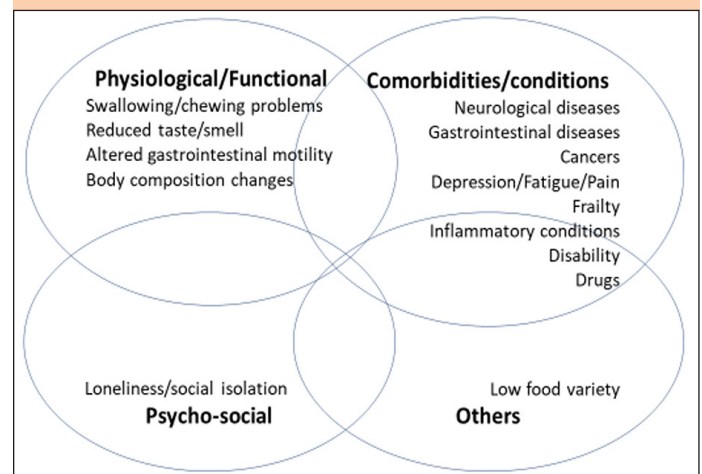 Physiological/Functional
Swallowing/chewing problems
Reduced taste/smell
Altered gastrointestinal motility
Body composition changes
Comorbidities/conditions
Neurological diseases
Gastrointestinal diseases
Cancers
Depression/Fatigue/Pain
Frailty
Inflammatory conditions
Disability
Drugs
Loneliness/social isolation
Psycho-social
Low food variety
Others